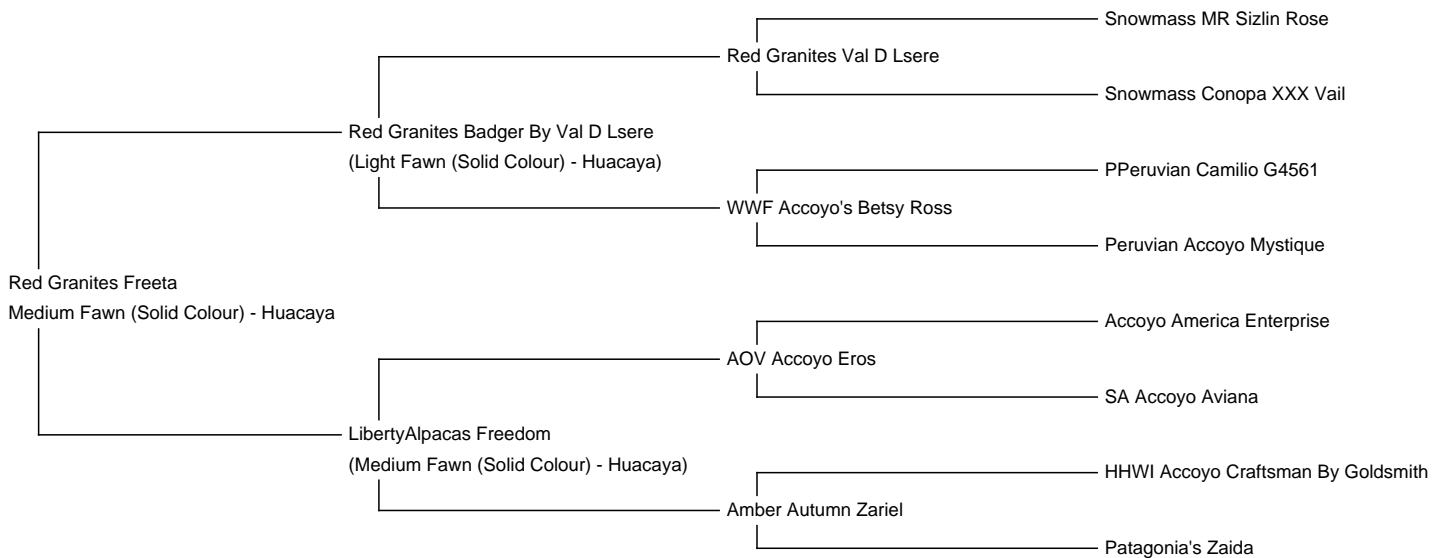 Snowmass MR Sizlin Rose
Red Granites Val D Lsere
Snowmass Conopa XXX Vail
Red Granites Badger By Val D Lsere
(Light Fawn (Solid Colour) - Huacaya)
PPeruvian Camilio G4561
WWF Accoyo's Betsy Ross
Peruvian Accoyo Mystique
Red Granites Freeta
Medium Fawn (Solid Colour) - Huacaya
Accoyo America Enterprise
AOV Accoyo Eros
SA Accoyo Aviana
LibertyAlpacas Freedom
(Medium Fawn (Solid Colour) - Huacaya)
HHWI Accoyo Craftsman By Goldsmith
Amber Autumn Zariel
Patagonia's Zaida